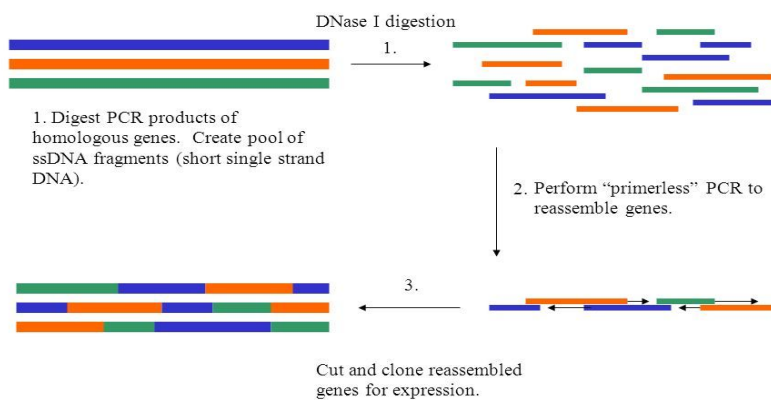 DNase I digestion
1.
1. Digest PCR products of
homologous genes.  Create pool of
ssDNA fragments (short single strand
DNA).
2. Perform “primerless” PCR to
reassemble genes.
3.
Cut and clone reassembled
genes for expression.